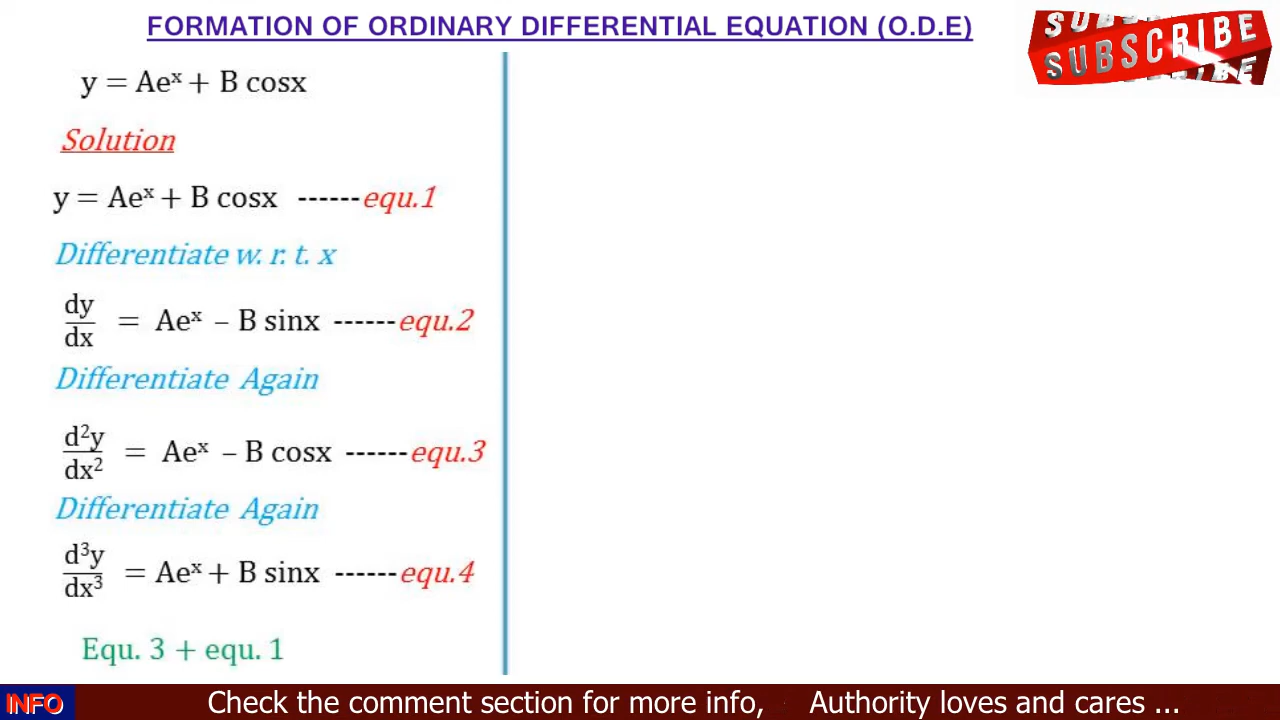 FORMATION OF ORDINARY DIFFERENTIAL EQUATION (O.D.E)
SUBSCRIBE
SUBSCRIBE
SUBSCRIBE
y = Aeˣ + B cosx
Solution
y = Aeˣ + B cosx ------equ.1
Differentiate w. r. t. x
dy/dx = Aeˣ – B sinx ------equ.2
Differentiate Again
d²y/dx² = Aeˣ – B cosx ------equ.3
Differentiate Again
d³y/dx³ = Aeˣ + B sinx ------equ.4
Equ. 3 + equ. 1
INFO Check the comment section for more info, Authority loves and cares ...